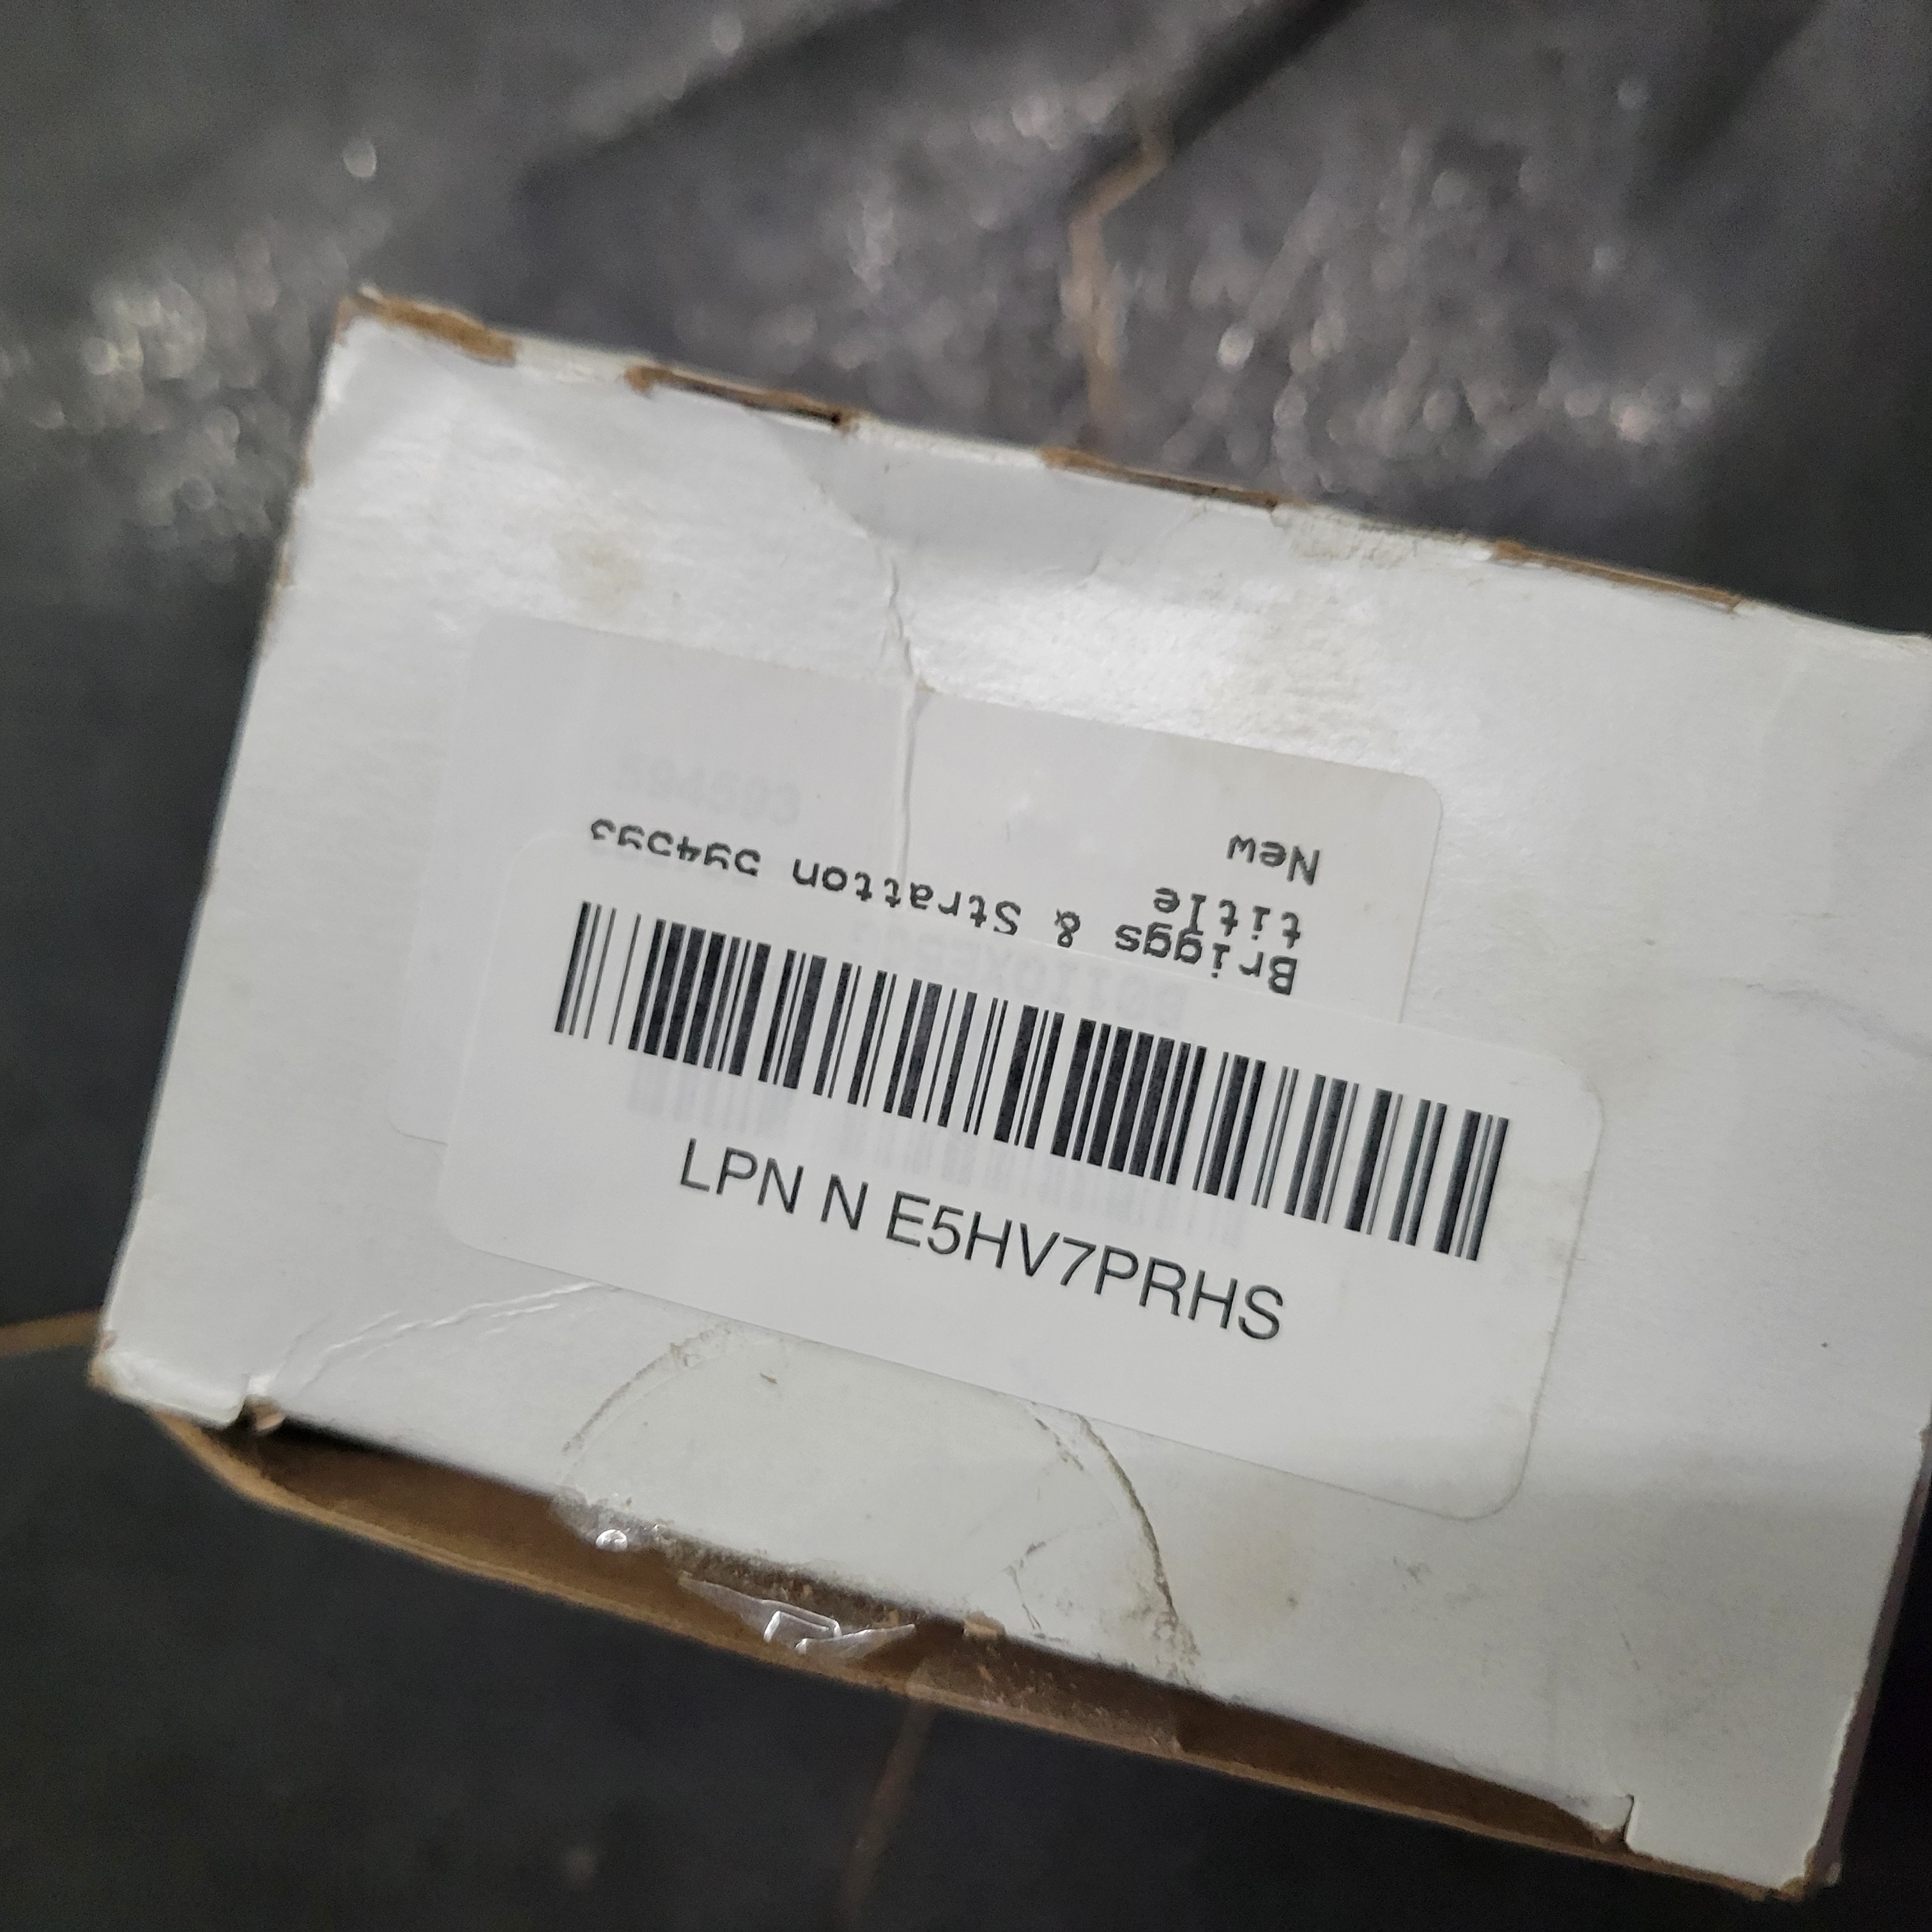 Briggs & Stratton 594593
title
New
LPN N E5HV7PRHS